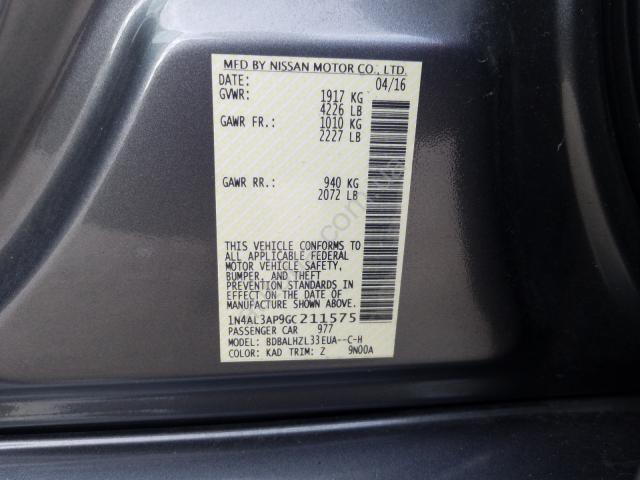 MFD BY NISSAN MOTOR CO., LTD.
DATE: 04/16
GVWR: 1917 KG
4226 LB
GAWR FR.: 1010 KG
2227 LB
GAWR RR.: 940 KG
2072 LB
THIS VEHICLE CONFORMS TO
ALL APPLICABLE FEDERAL
MOTOR VEHICLE SAFETY,
BUMPER, AND THEFT
PREVENTION STANDARDS IN
EFFECT ON THE DATE OF
MANUFACTURE SHOWN ABOVE.
1N4AL3AP9GC211575
PASSENGER CAR 977
MODEL: BDBALHZL33EUA--C-H
COLOR: KAD TRIM: Z 9N00A